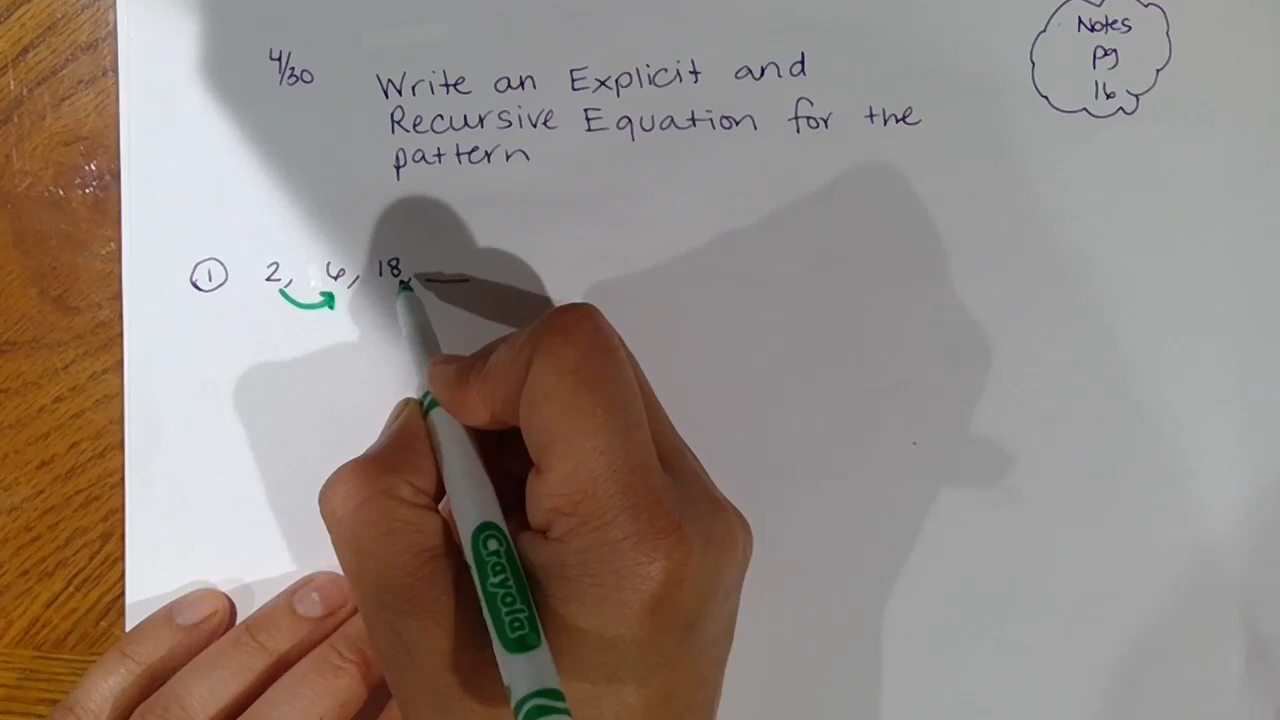 4/30
Write an Explicit and
Recursive Equation for the
pattern
Notes
pg
16
① 2, 6, 18, __
Crayola